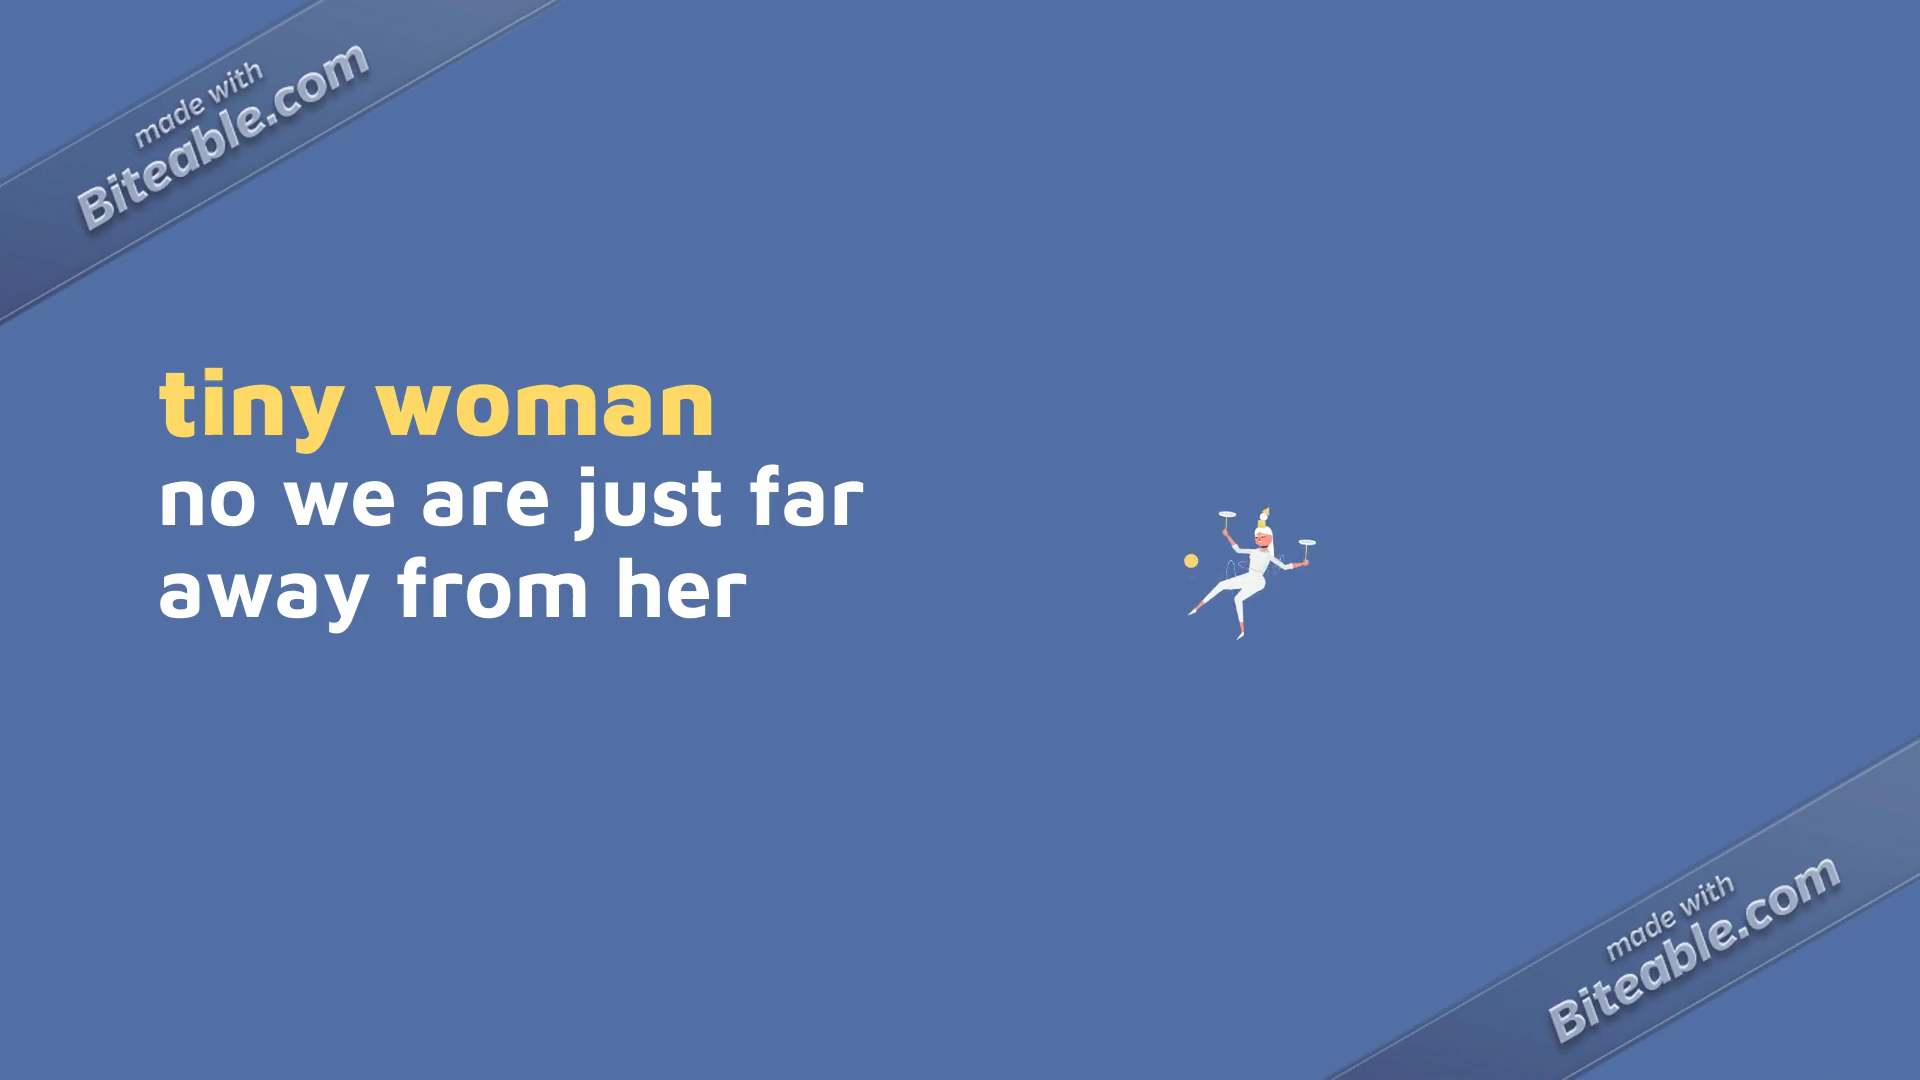 made with
Biteable.com
tiny woman
no we are just far
away from her
made with
Biteable.com